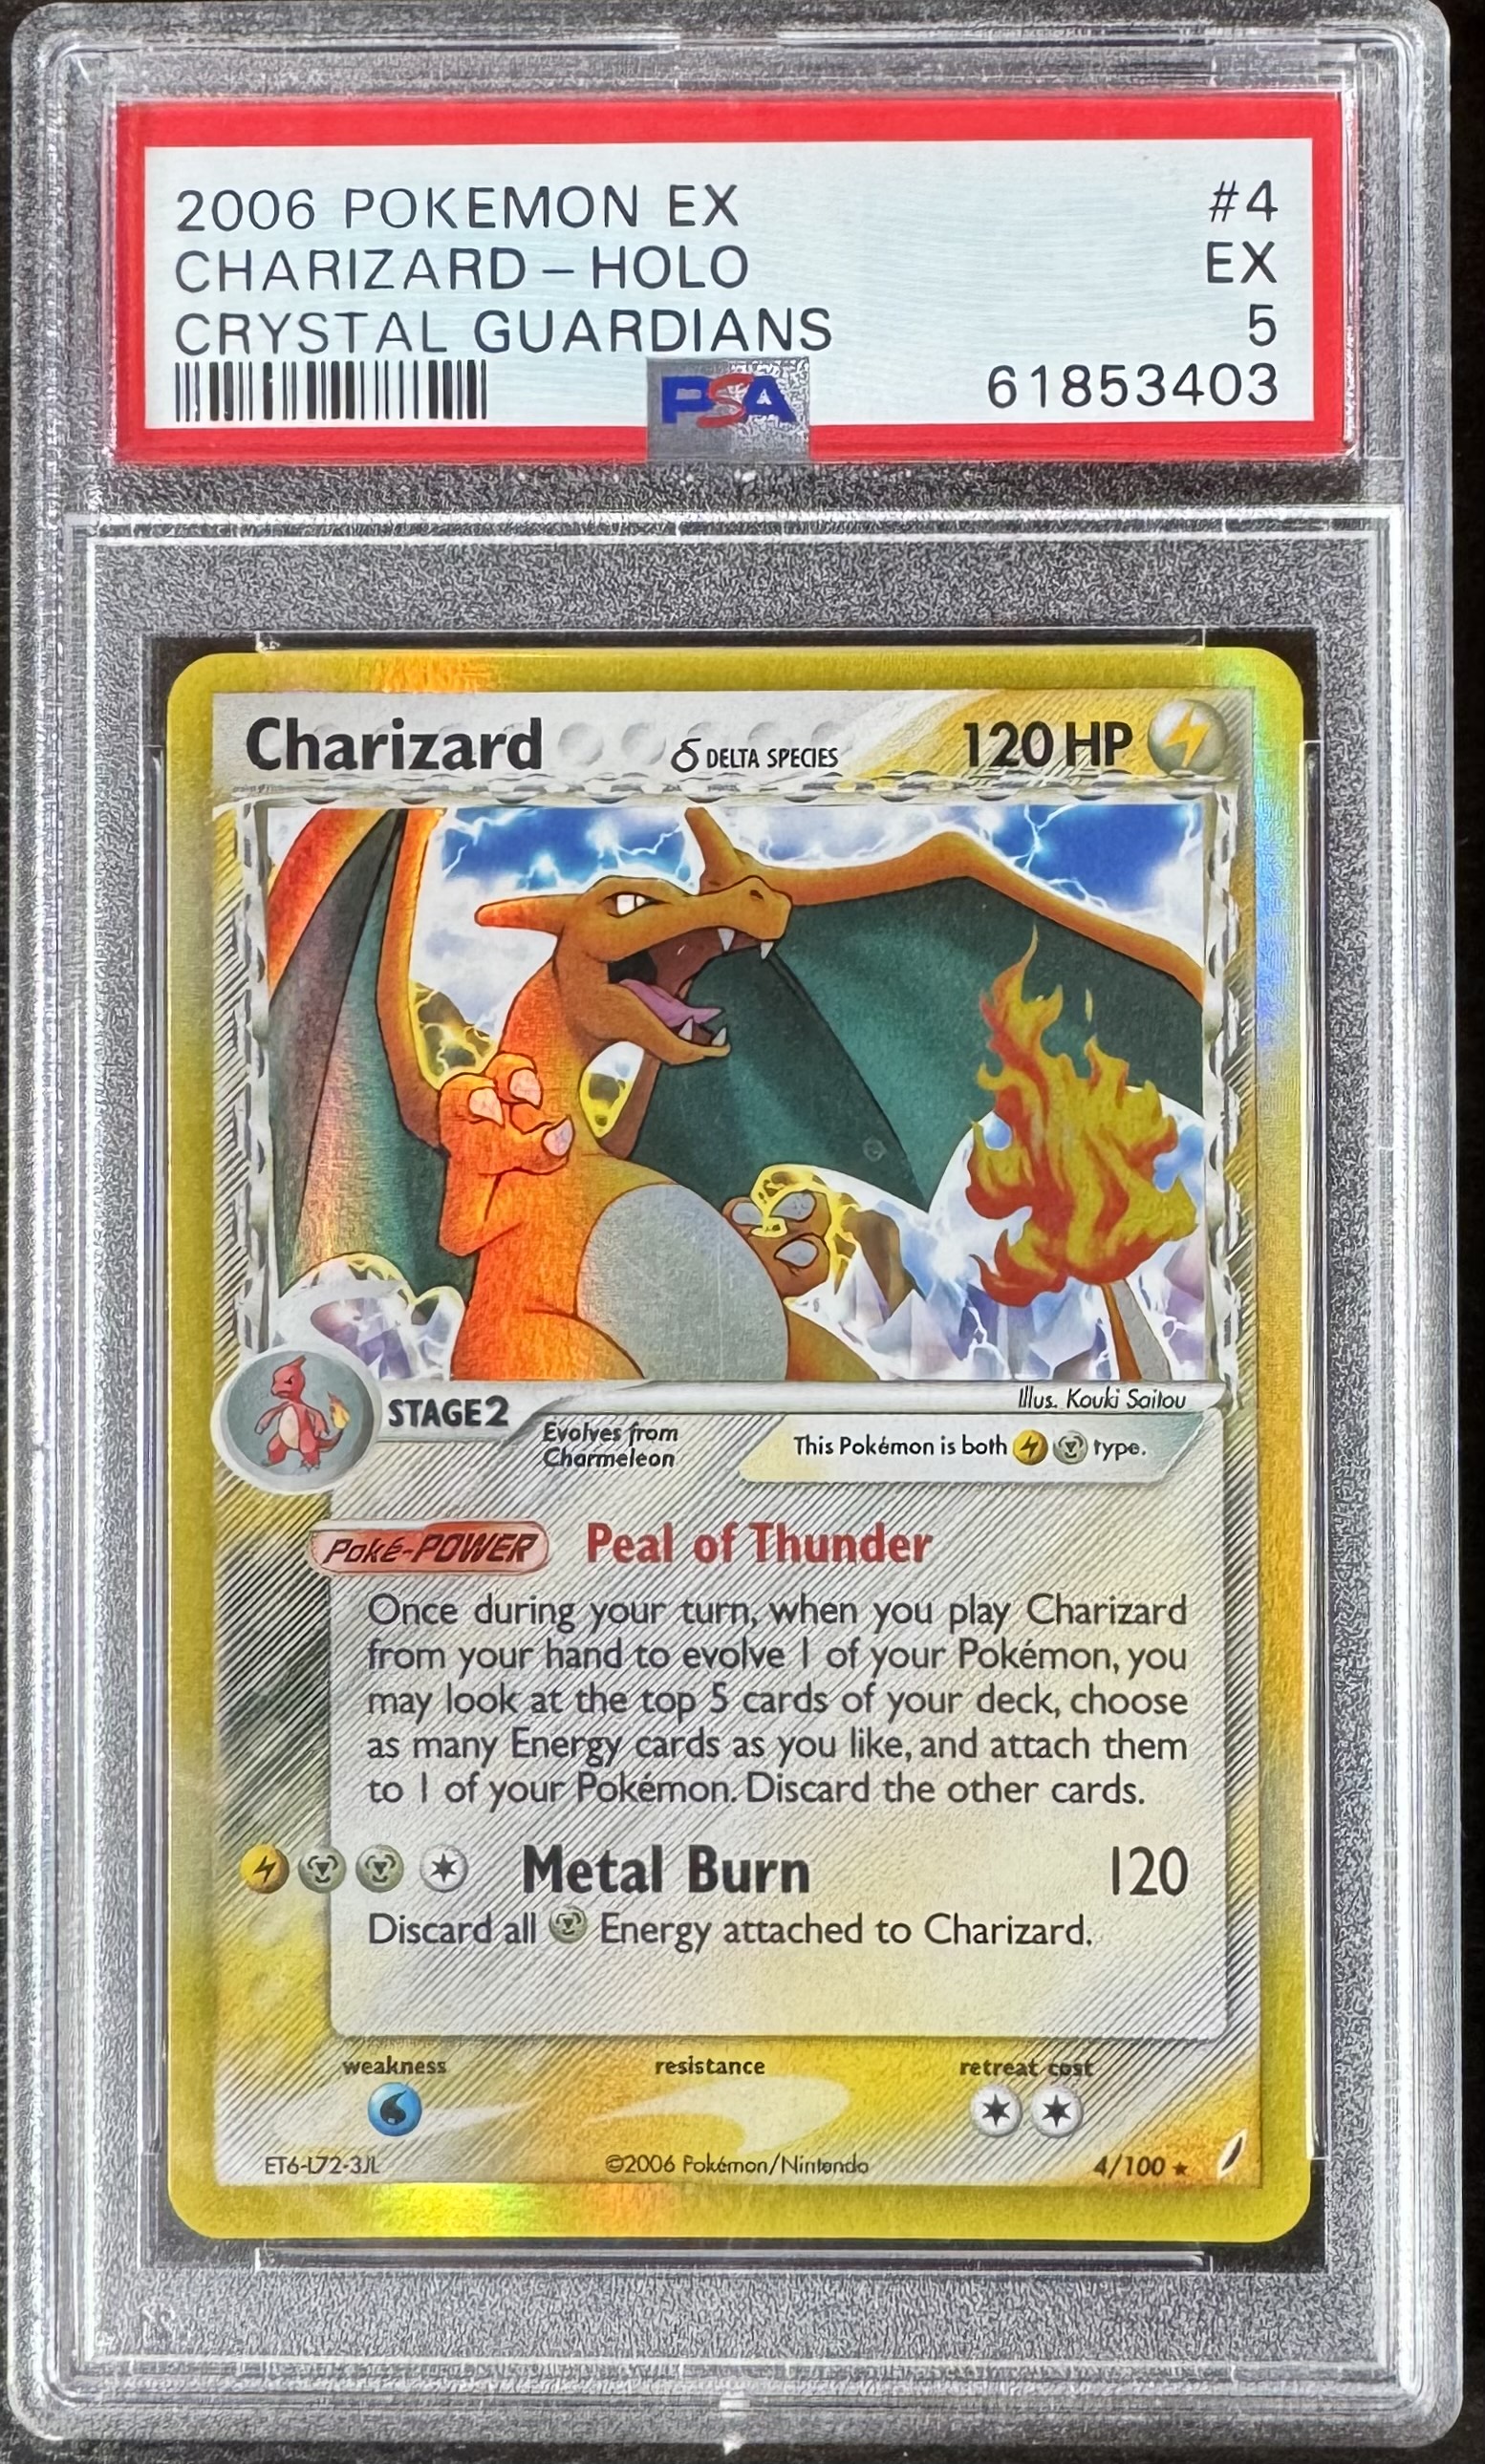 2006 POKEMON EX #4
CHARIZARD – HOLO EX
CRYSTAL GUARDIANS 5
PSA 61853403
Charizard δ DELTA SPECIES 120 HP
Illus. Kouki Saitou
STAGE 2
Evolves from
Charmeleon
This Pokémon is both type.
Poké-POWER Peal of Thunder
Once during your turn, when you play Charizard
from your hand to evolve 1 of your Pokémon, you
may look at the top 5 cards of your deck, choose
as many Energy cards as you like, and attach them
to 1 of your Pokémon. Discard the other cards.
Metal Burn 120
Discard all Energy attached to Charizard.
weakness resistance retreat cost
ET6-L72-3JL ©2006 Pokémon/Nintendo 4/100 ★